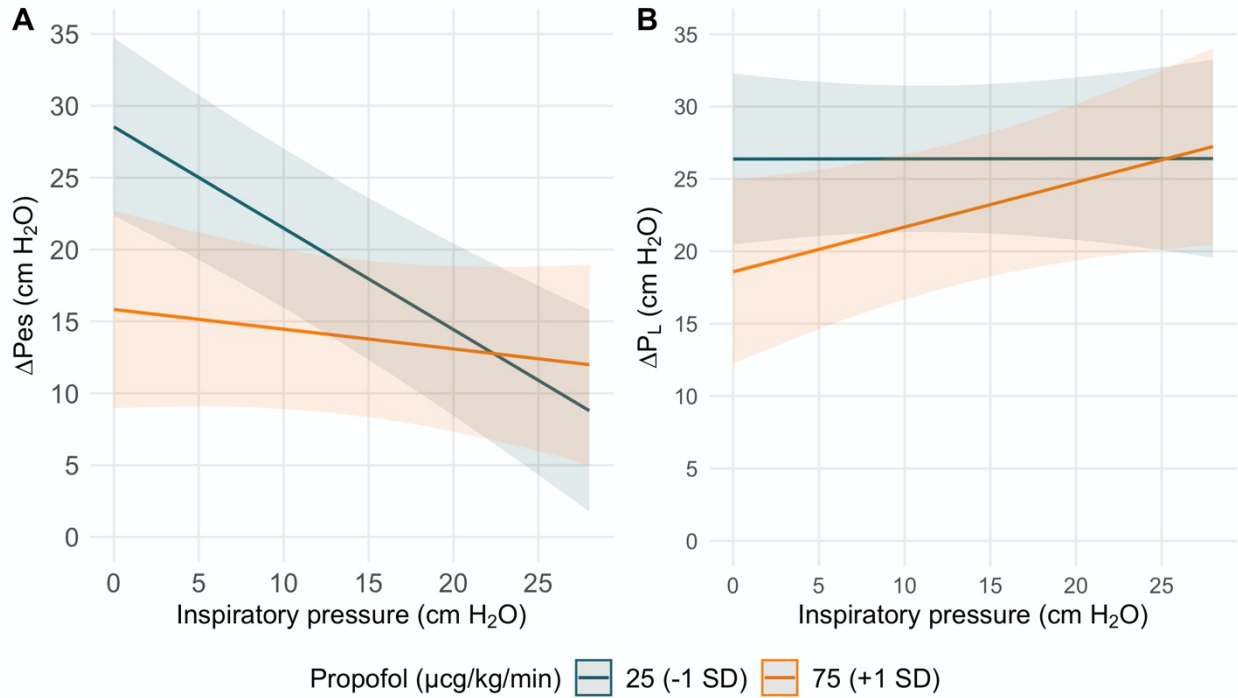 A
35
30
25
20
15
10
5
0
ΔPes (cm H₂O)
0 5 10 15 20 25
Inspiratory pressure (cm H₂O)
B
35
30
25
20
15
10
5
0
ΔP_L (cm H₂O)
0 5 10 15 20 25
Inspiratory pressure (cm H₂O)
Propofol (µcg/kg/min) 25 (-1 SD) 75 (+1 SD)